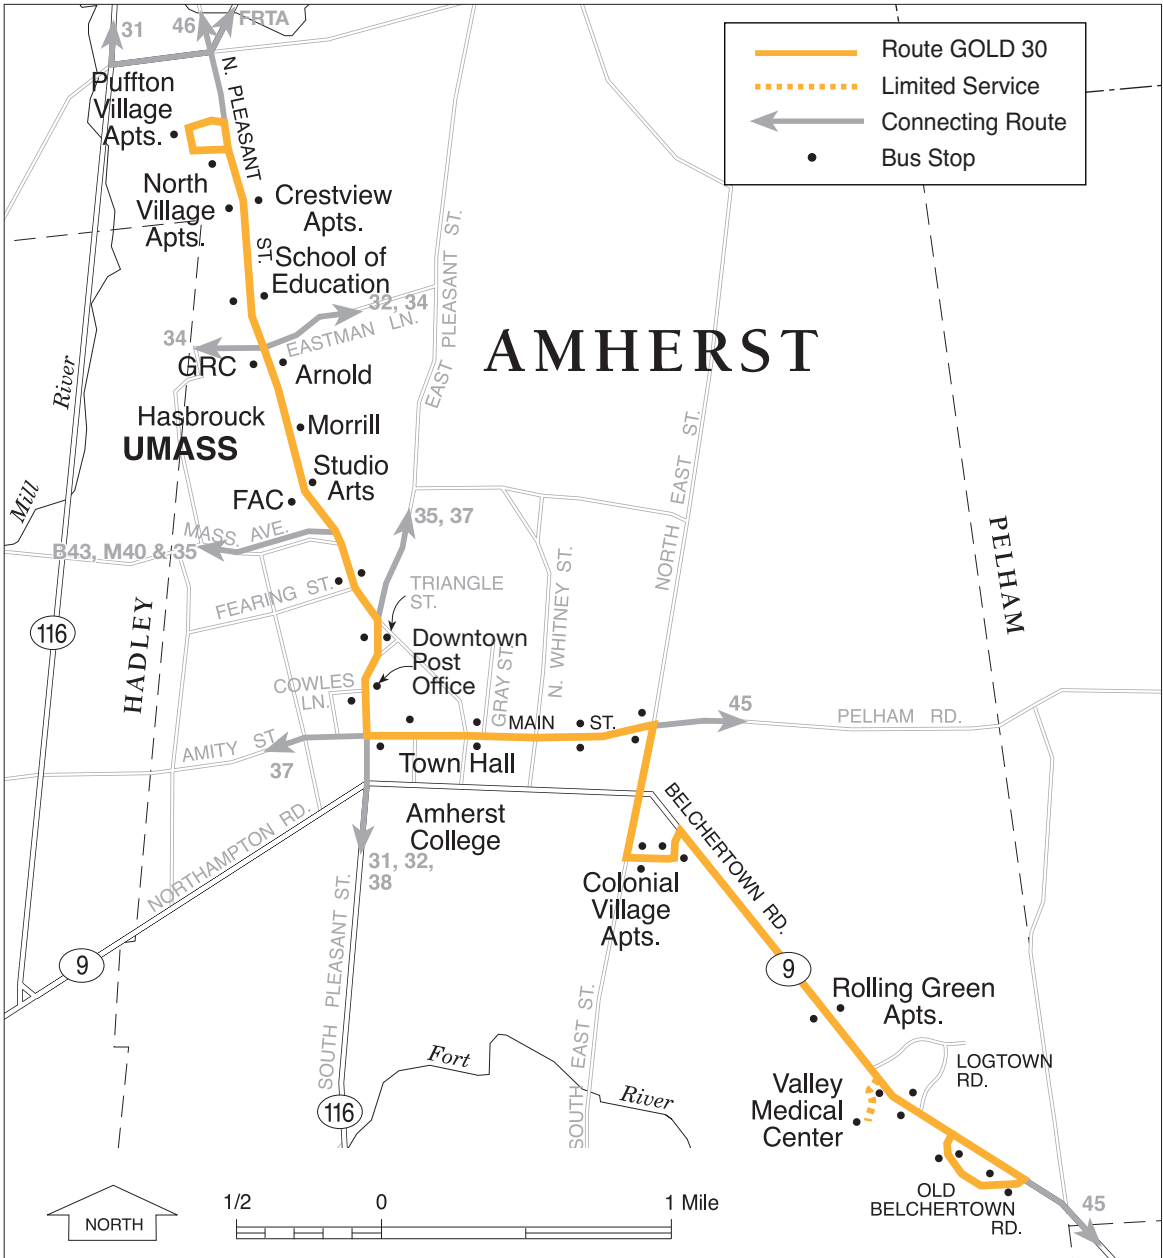 31
46
FRTA
Route GOLD 30
Limited Service
Connecting Route
Bus Stop
N. PLEASANT
ST.
Puffton
Village
Apts.
North
Village
Apts.
Crestview
Apts.
School of
Education
32, 34
EASTMAN LN.
34
GRC
Arnold
EAST PLEASANT ST.
AMHERST
River
Mill
Hasbrouck
UMASS
Morrill
Studio
Arts
FAC
MASS. AVE.
B43, M40 & 35
35, 37
NORTH EAST ST.
PELHAM
HADLEY
116
FEARING ST.
TRIANGLE
ST.
Downtown
Post
Office
COWLES
LN.
GRAY ST.
N. WHITNEY ST.
MAIN ST.
45
PELHAM RD.
AMITY ST.
37
Town Hall
Amherst
College
NORTHAMPTON RD.
31, 32,
38
BELCHERTOWN RD.
Colonial
Village
Apts.
9
9
SOUTH PLEASANT ST.
SOUTH EAST ST.
Rolling Green
Apts.
LOGTOWN
RD.
Fort
River
116
Valley
Medical
Center
OLD
BELCHERTOWN
RD.
45
NORTH
1/2 0 1 Mile